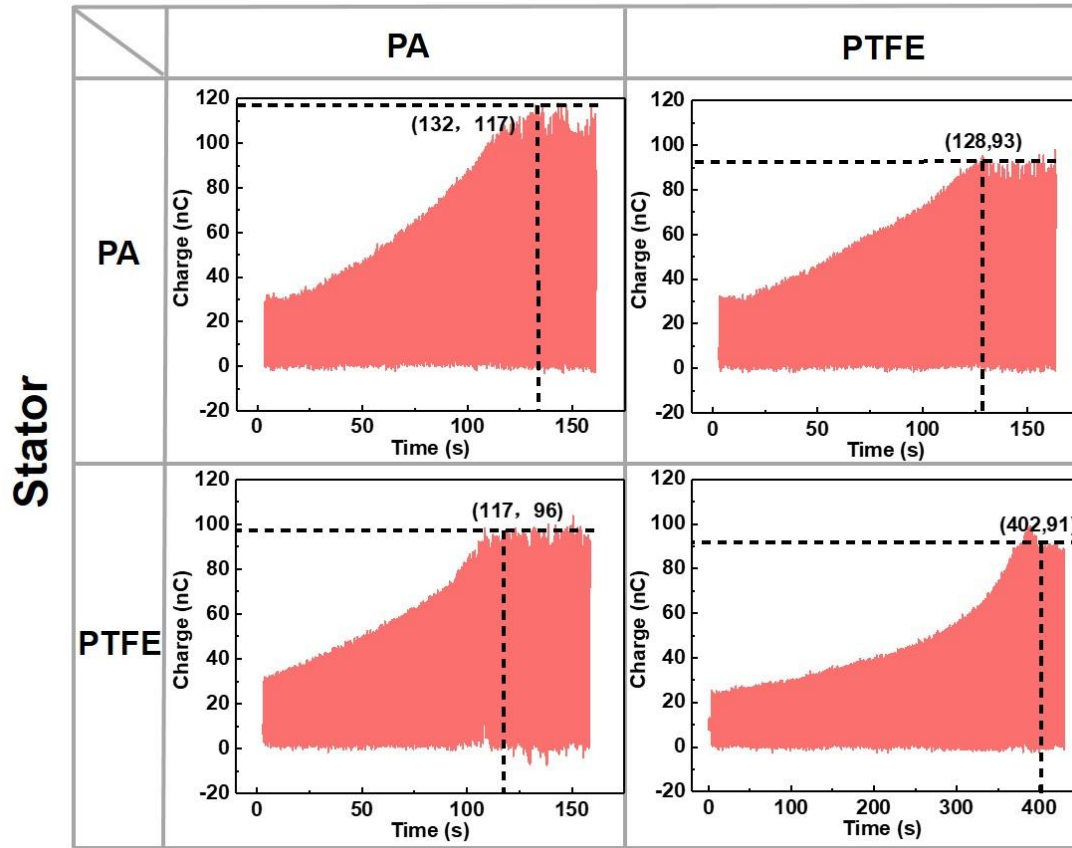 PA
PTFE
Stator
PA
120
100
80
60
40
20
0
-20
Charge (nC)
(132，117)
0 50 100 150
Time (s)
120
100
80
60
40
20
0
-20
Charge (nC)
(128,93)
0 50 100 150
Time (s)
PTFE
120
100
80
60
40
20
0
-20
Charge (nC)
(117，96)
0 50 100 150
Time (s)
120
100
80
60
40
20
0
-20
Charge (nC)
(402,91)
0 100 200 300 400
Time (s)